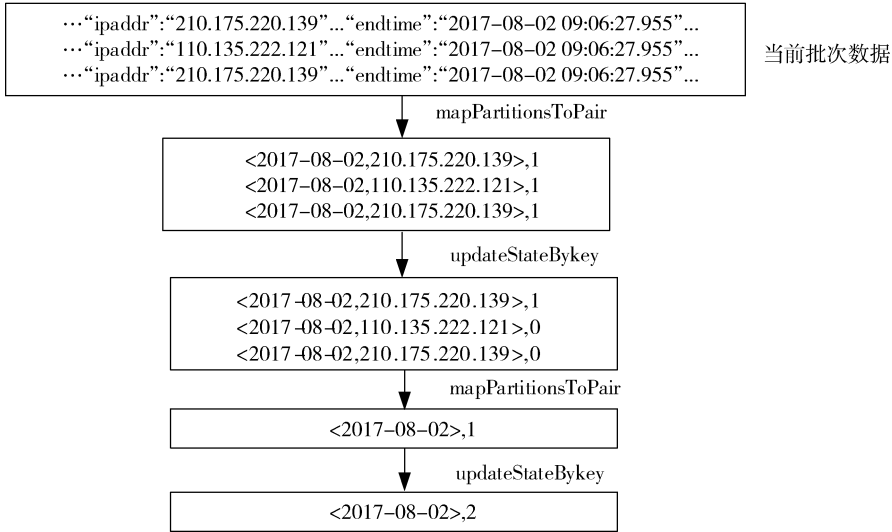 …“ipaddr”:“210.175.220.139”...“endtime”:“2017-08-02 09:06:27.955”...
…“ipaddr”:“110.135.222.121”...“endtime”:“2017-08-02 09:06:27.955”...
…“ipaddr”:“210.175.220.139”...“endtime”:“2017-08-02 09:06:27.955”...
当前批次数据
mapPartitionsToPair
<2017-08-02,210.175.220.139>,1
<2017-08-02,110.135.222.121>,1
<2017-08-02,210.175.220.139>,1
updateStateBykey
<2017-08-02,210.175.220.139>,1
<2017-08-02,110.135.222.121>,0
<2017-08-02,210.175.220.139>,0
mapPartitionsToPair
<2017-08-02>,1
updateStateBykey
<2017-08-02>,2